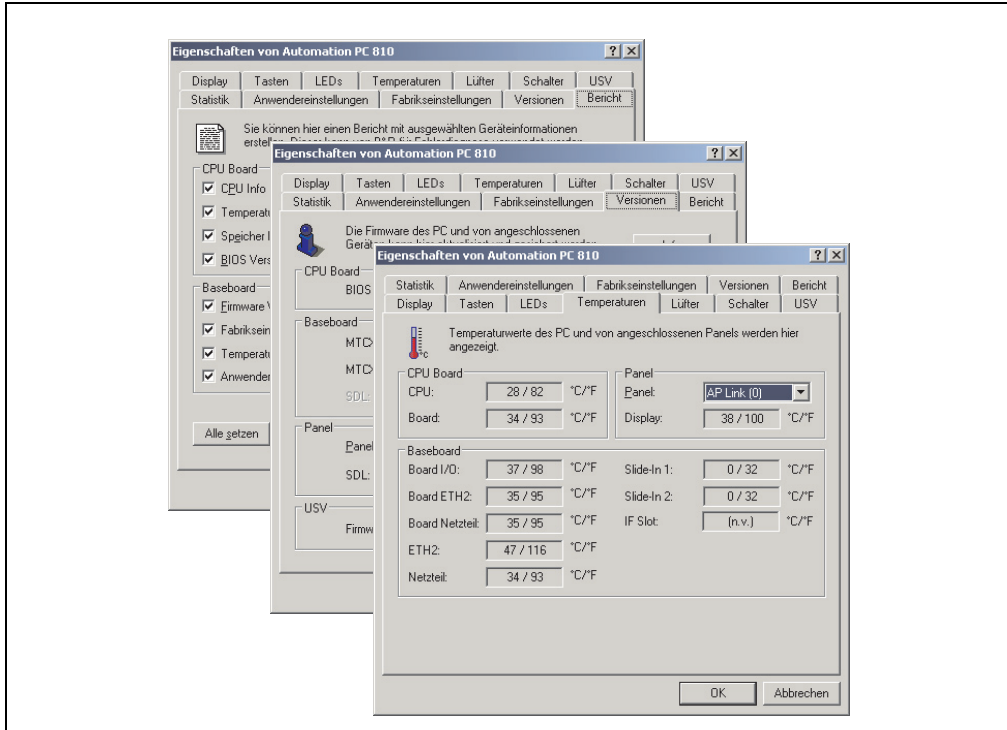 Eigenschaften von Automation PC 810
Display Tasten LEDs Temperaturen Lüfter Schalter USV
Statistik Anwendereinstellungen Fabrikseinstellungen Versionen Bericht
Sie können hier einen Bericht mit ausgewählten Geräteinformationen
CPU Board
CPU Info
BIOS
Baseboard
Alle setzen
Eigenschaften von Automation PC 810
Display Tasten LEDs Temperaturen Lüfter Schalter USV
Statistik Anwendereinstellungen Fabrikseinstellungen Versionen Bericht
Die Firmware des PC und von angeschlossenen
CPU Board
BIOS
Baseboard
SDL:
Panel
SDL:
USV
Eigenschaften von Automation PC 810
Statistik Anwendereinstellungen Fabrikseinstellungen Versionen Bericht
Display Tasten LEDs Temperaturen Lüfter Schalter USV
Temperaturwerte des PC und von angeschlossenen Panels werden hier
angezeigt.
°C
CPU Board
CPU: 28 / 82 °C/°F
Board: 34 / 93 °C/°F
Panel
Panel: AP Link (0)
Display: 38 / 100 °C/°F
Baseboard
Board I/O: 37 / 98 °C/°F
Board ETH2: 35 / 95 °C/°F
Board Netzteil: 35 / 95 °C/°F
ETH2: 47 / 116 °C/°F
Netzteil: 34 / 93 °C/°F
Slide-In 1: 0 / 32 °C/°F
Slide-In 2: 0 / 32 °C/°F
IF Slot: (n.v.) °C/°F
OK Abbrechen